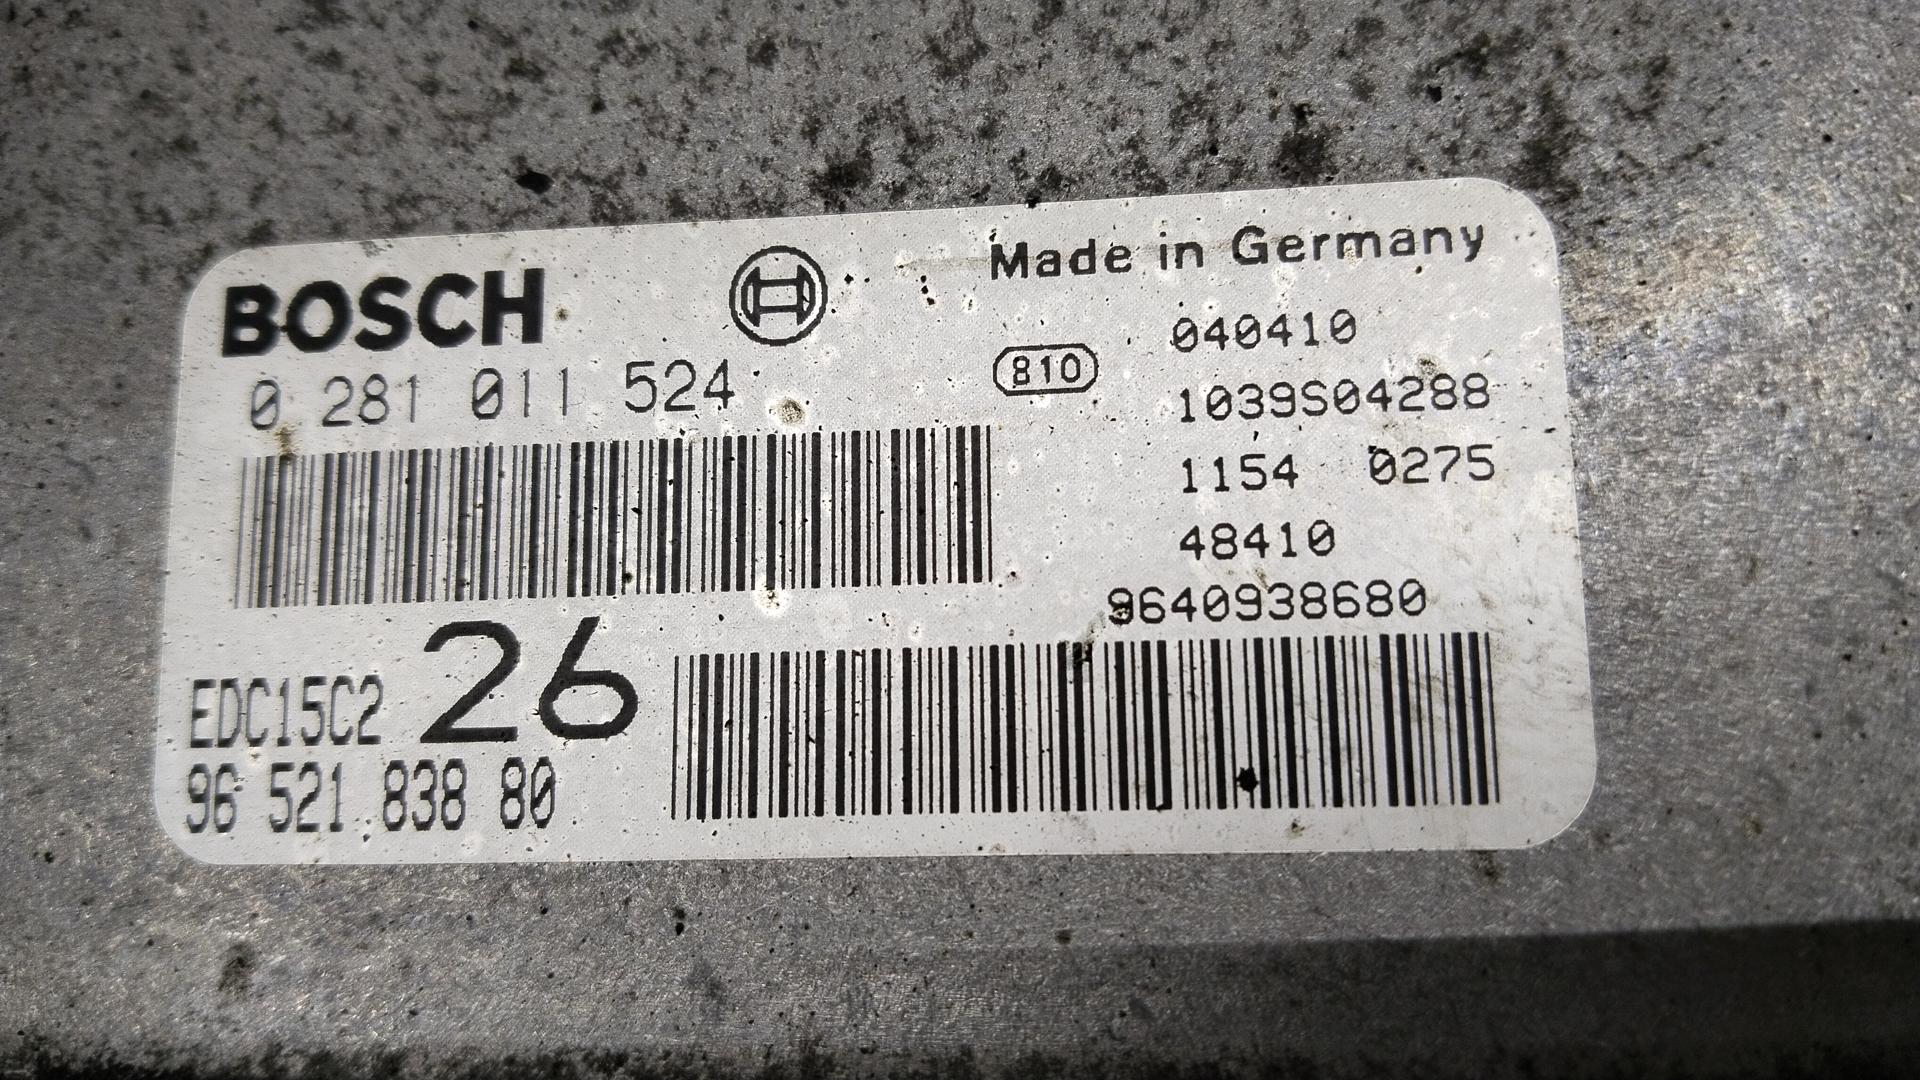 BOSCH
Made in Germany
0 281 011 524
810
040410
1039S04288
1154 0275
48410
9640938680
EDC15C2
26
96 521 838 80